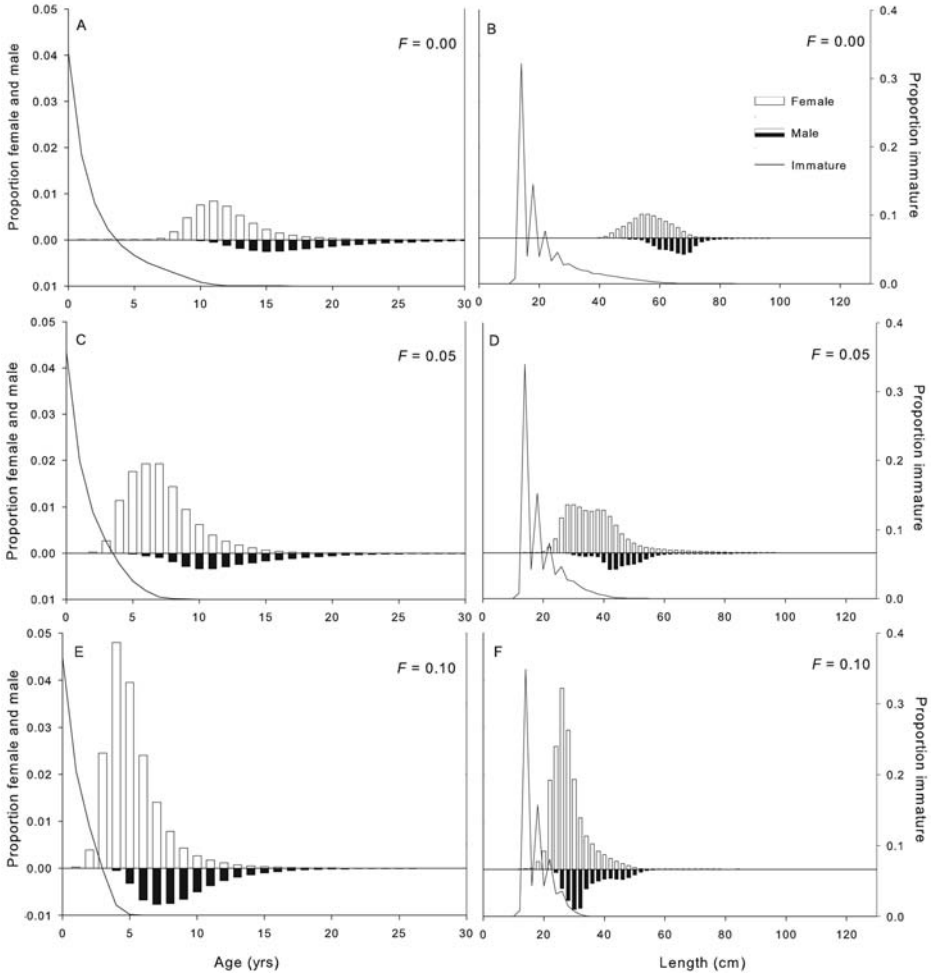 A
F = 0.00
0.05
0.04
0.03
0.02
0.01
0.00
0.01
Proportion female and male
0 5 10 15 20 25 30
B
F = 0.00
Female
Male
Immature
0.4
0.3
0.2
0.1
0.0
Proportion immature
0 20 40 60 80 100 120
C
F = 0.05
0.05
0.04
0.03
0.02
0.01
0.00
0.01
Proportion female and male
0 5 10 15 20 25 30
D
F = 0.05
0.4
0.3
0.2
0.1
0.0
Proportion immature
0 20 40 60 80 100 120
E
F = 0.10
0.05
0.04
0.03
0.02
0.01
0.00
-0.01
Proportion female and male
0 5 10 15 20 25 30
Age (yrs)
F
F = 0.10
0.4
0.3
0.2
0.1
0.0
Proportion immature
0 20 40 60 80 100 120
Length (cm)